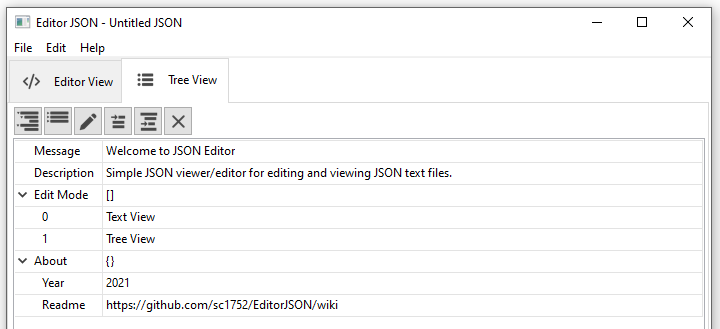 Editor JSON - Untitled JSON
File Edit Help
Editor View Tree View
Message Welcome to JSON Editor
Description Simple JSON viewer/editor for editing and viewing JSON text files.
Edit Mode []
0 Text View
1 Tree View
About {}
Year 2021
Readme https://github.com/sc1752/EditorJSON/wiki